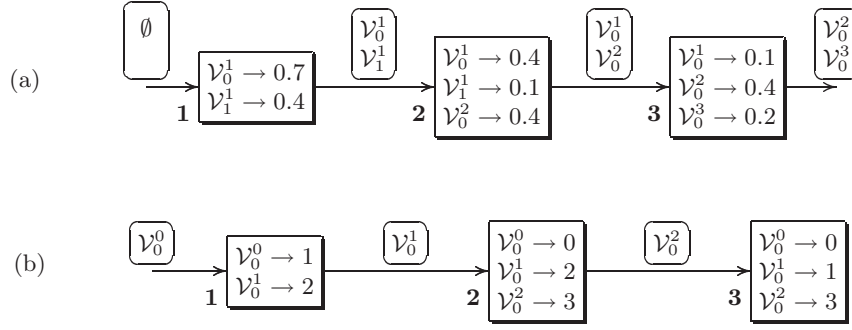 (a)
∅
𝒱₀¹ → 0.7
𝒱₁¹ → 0.4
1
𝒱₀¹
𝒱₁¹
𝒱₀¹ → 0.4
𝒱₁¹ → 0.1
𝒱₀² → 0.4
2
𝒱₀¹
𝒱₀²
𝒱₀¹ → 0.1
𝒱₀² → 0.4
𝒱₀³ → 0.2
3
𝒱₀²
𝒱₀³
(b)
𝒱₀⁰
𝒱₀⁰ → 1
𝒱₀¹ → 2
1
𝒱₀¹
𝒱₀⁰ → 0
𝒱₀¹ → 2
𝒱₀² → 3
2
𝒱₀²
𝒱₀⁰ → 0
𝒱₀¹ → 1
𝒱₀² → 3
3